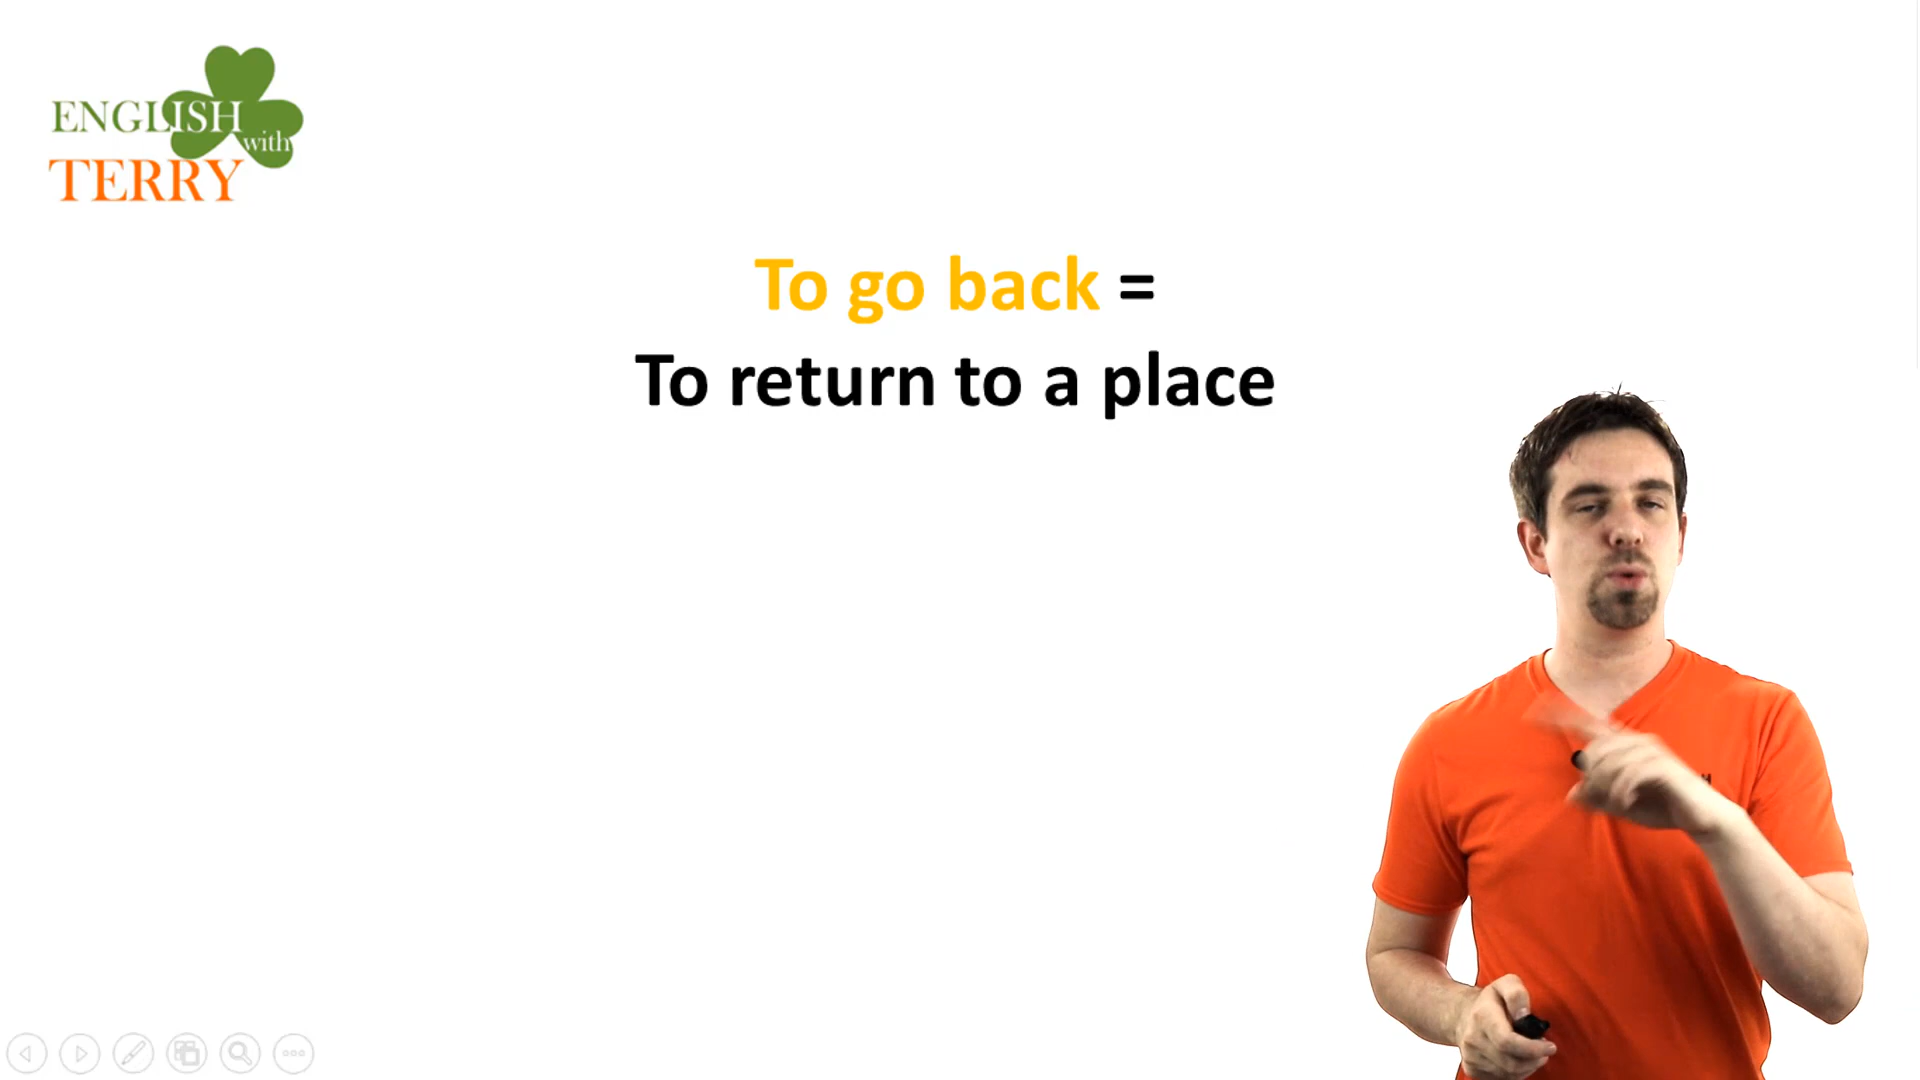 ENGLISH
with
TERRY
To go back =
To return to a place